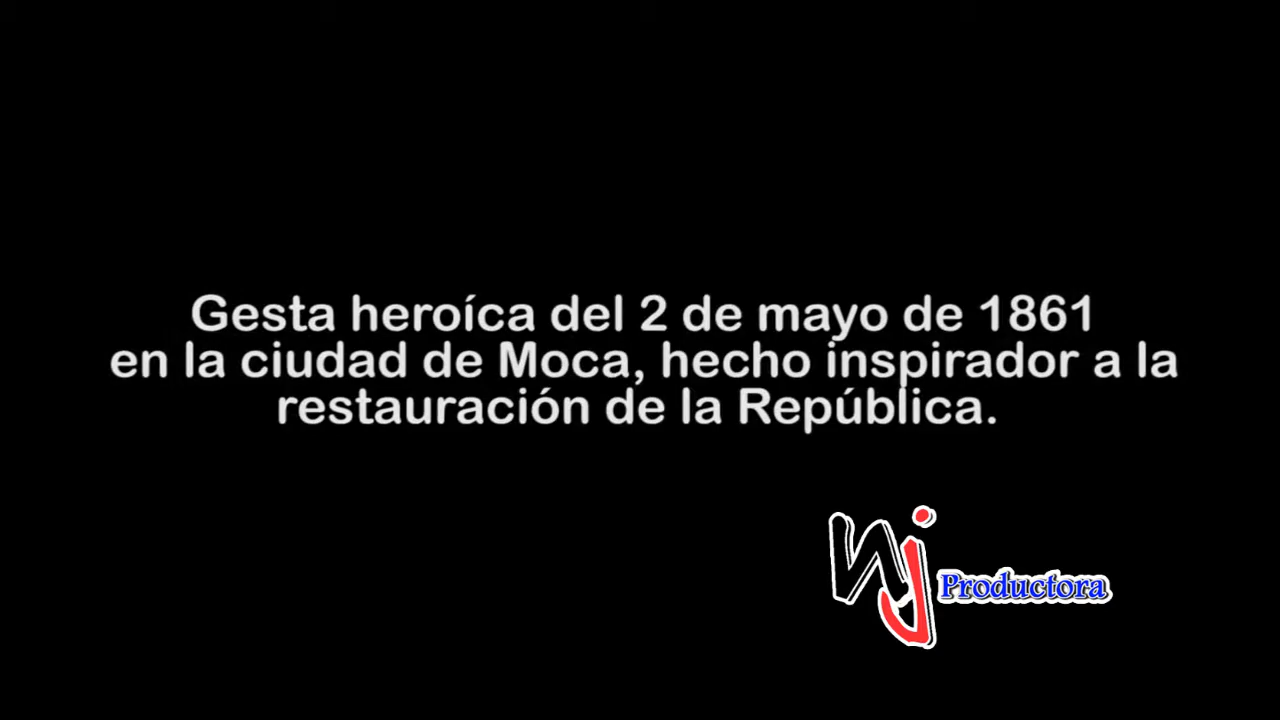 Gesta heroíca del 2 de mayo de 1861
en la ciudad de Moca, hecho inspirador a la
restauración de la República.
nj Productora